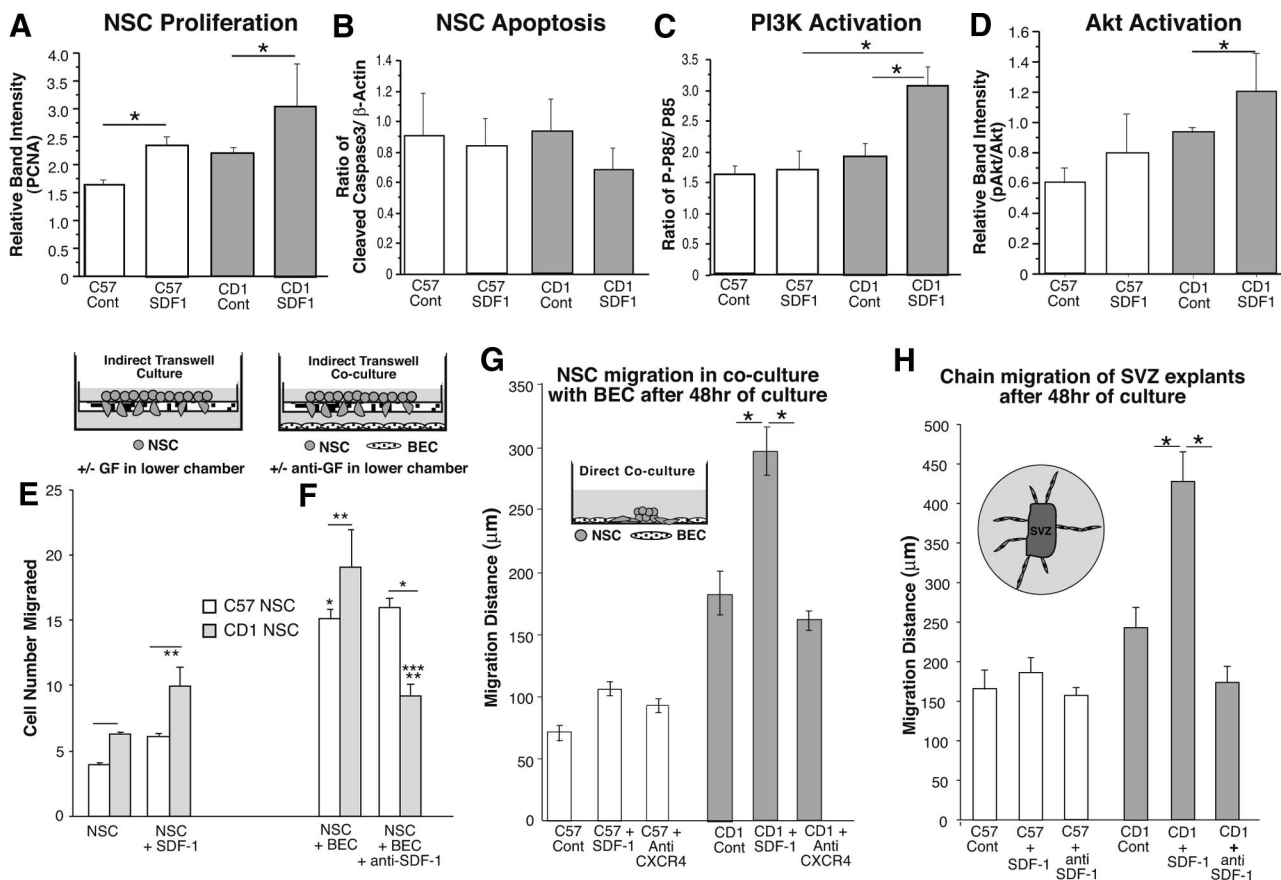 A
NSC Proliferation
Relative Band Intensity
(PCNA)
4.0
3.5
3.0
2.5
2.0
1.5
1.0
0.5
0
*
*
C57
Cont
C57
SDF1
CD1
Cont
CD1
SDF1
B
NSC Apoptosis
Ratio of
Cleaved Caspase3/ β-Actin
1.4
1.2
1.0
0.8
0.6
0.4
0.2
0
C57
Cont
C57
SDF1
CD1
Cont
CD1
SDF1
C
PI3K Activation
Ratio of P-P85/ P85
3.5
3.0
2.5
2.0
1.5
1.0
0.5
0
*
*
C57
Cont
C57
SDF1
CD1
Cont
CD1
SDF1
D
Akt Activation
Relative Band Intensity
(pAkt/Akt)
1.6
1.4
1.2
1.0
0.8
0.6
0.4
0.2
0
*
C57
Cont
C57
SDF1
CD1
Cont
CD1
SDF1
Indirect Transwell
Culture
NSC
+/- GF in lower chamber
Indirect Transwell
Co-culture
NSC BEC
+/- anti-GF in lower chamber
E
Cell Number Migrated
25
20
15
10
5
0
**
NSC
NSC
+ SDF-1
F
**
*
*
***
**
C57 NSC
CD1 NSC
NSC
+ BEC
NSC
+ BEC
+ anti-SDF-1
G
NSC migration in co-culture
with BEC after 48hr of culture
Migration Distance (μm)
350
300
250
200
150
100
50
0
* *
Direct Co-culture
NSC BEC
C57
Cont
C57 +
SDF-1
C57 +
Anti
CXCR4
CD1
Cont
CD1 +
SDF-1
CD1 +
Anti
CXCR4
H
Chain migration of SVZ explants
after 48hr of culture
Migration Distance (μm)
500
450
400
350
300
250
200
150
100
50
0
* *
SVZ
C57
Cont
C57
+
SDF-1
C57
+
anti
SDF-1
CD1
Cont
CD1
+
SDF-1
CD1
+
anti
SDF-1